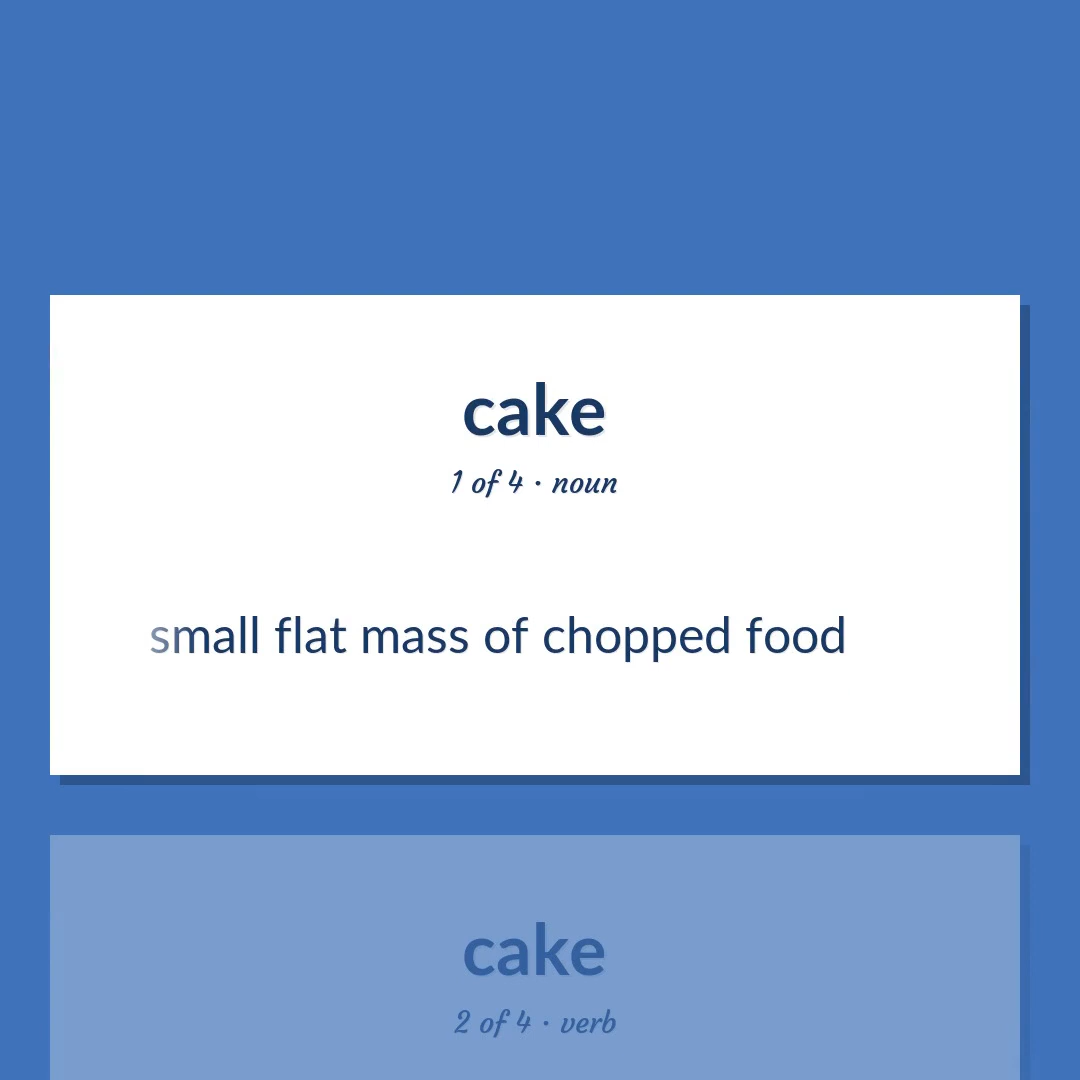 cake
1 of 4 · noun
small flat mass of chopped food
cake
2 of 4 · verb